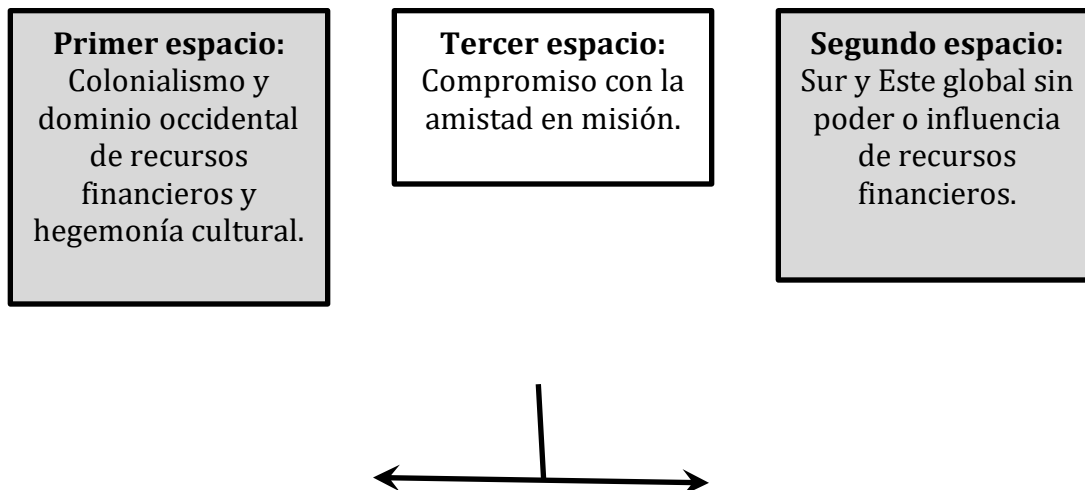 Primer espacio:
Colonialismo y
dominio occidental
de recursos
financieros y
hegemonía cultural.
Tercer espacio:
Compromiso con la
amistad en misión.
Segundo espacio:
Sur y Este global sin
poder o influencia
de recursos
financieros.